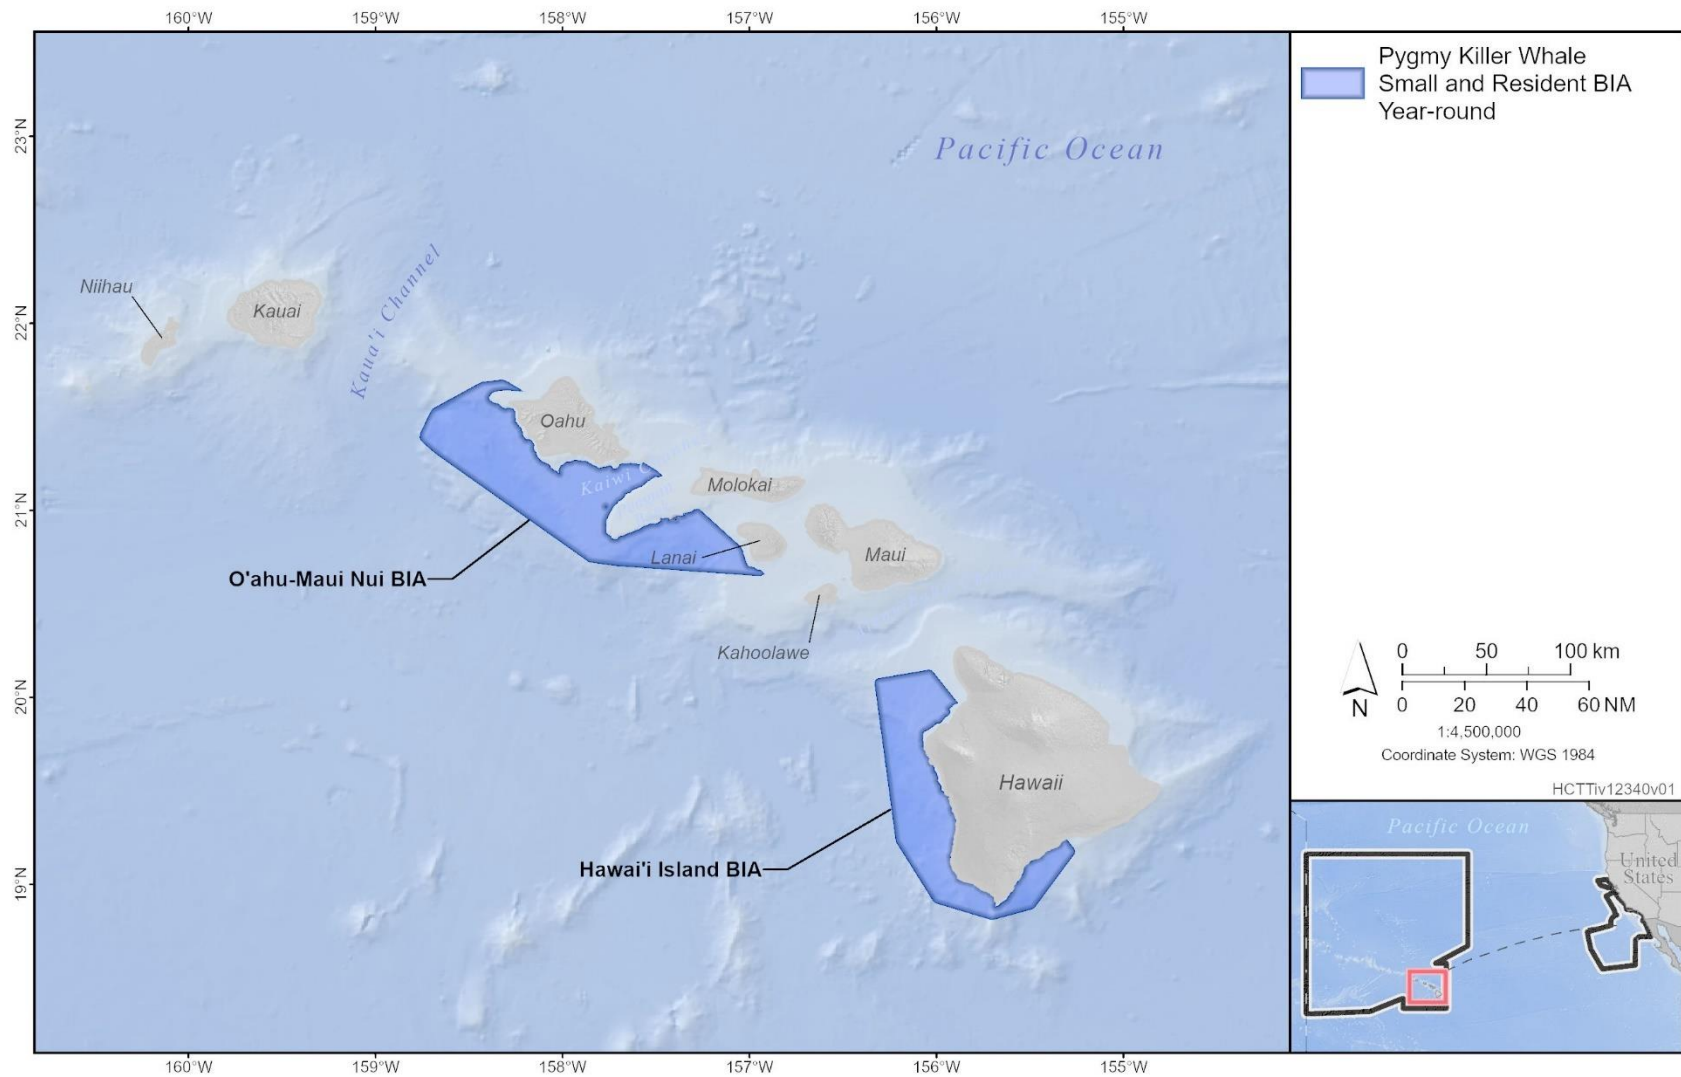 160°W
159°W
158°W
157°W
156°W
155°W
23°N
22°N
21°N
20°N
19°N
Pacific Ocean
Niihau
Kauai
Kaua'i Channel
Oahu
Kaiwi
Molokai
Lanai
Maui
Kahoolawe
O'ahu-Maui Nui BIA
Hawaii
Hawai'i Island BIA
160°W
159°W
158°W
157°W
156°W
155°W
Pygmy Killer Whale
Small and Resident BIA
Year-round
0 50 100 km
0 20 40 60 NM
N
1:4,500,000
Coordinate System: WGS 1984
HCTTiv12340v01
Pacific Ocean
United
States